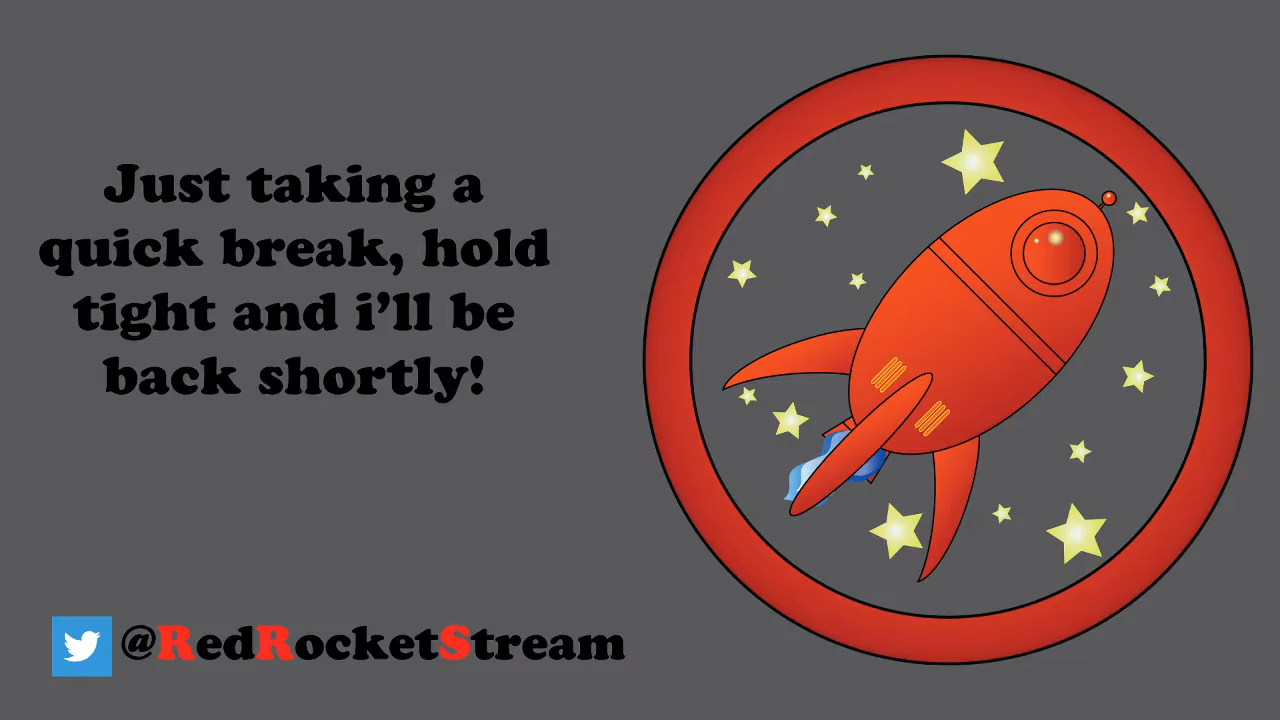 Just taking a
quick break, hold
tight and i’ll be
back shortly!
@RedRocketStream